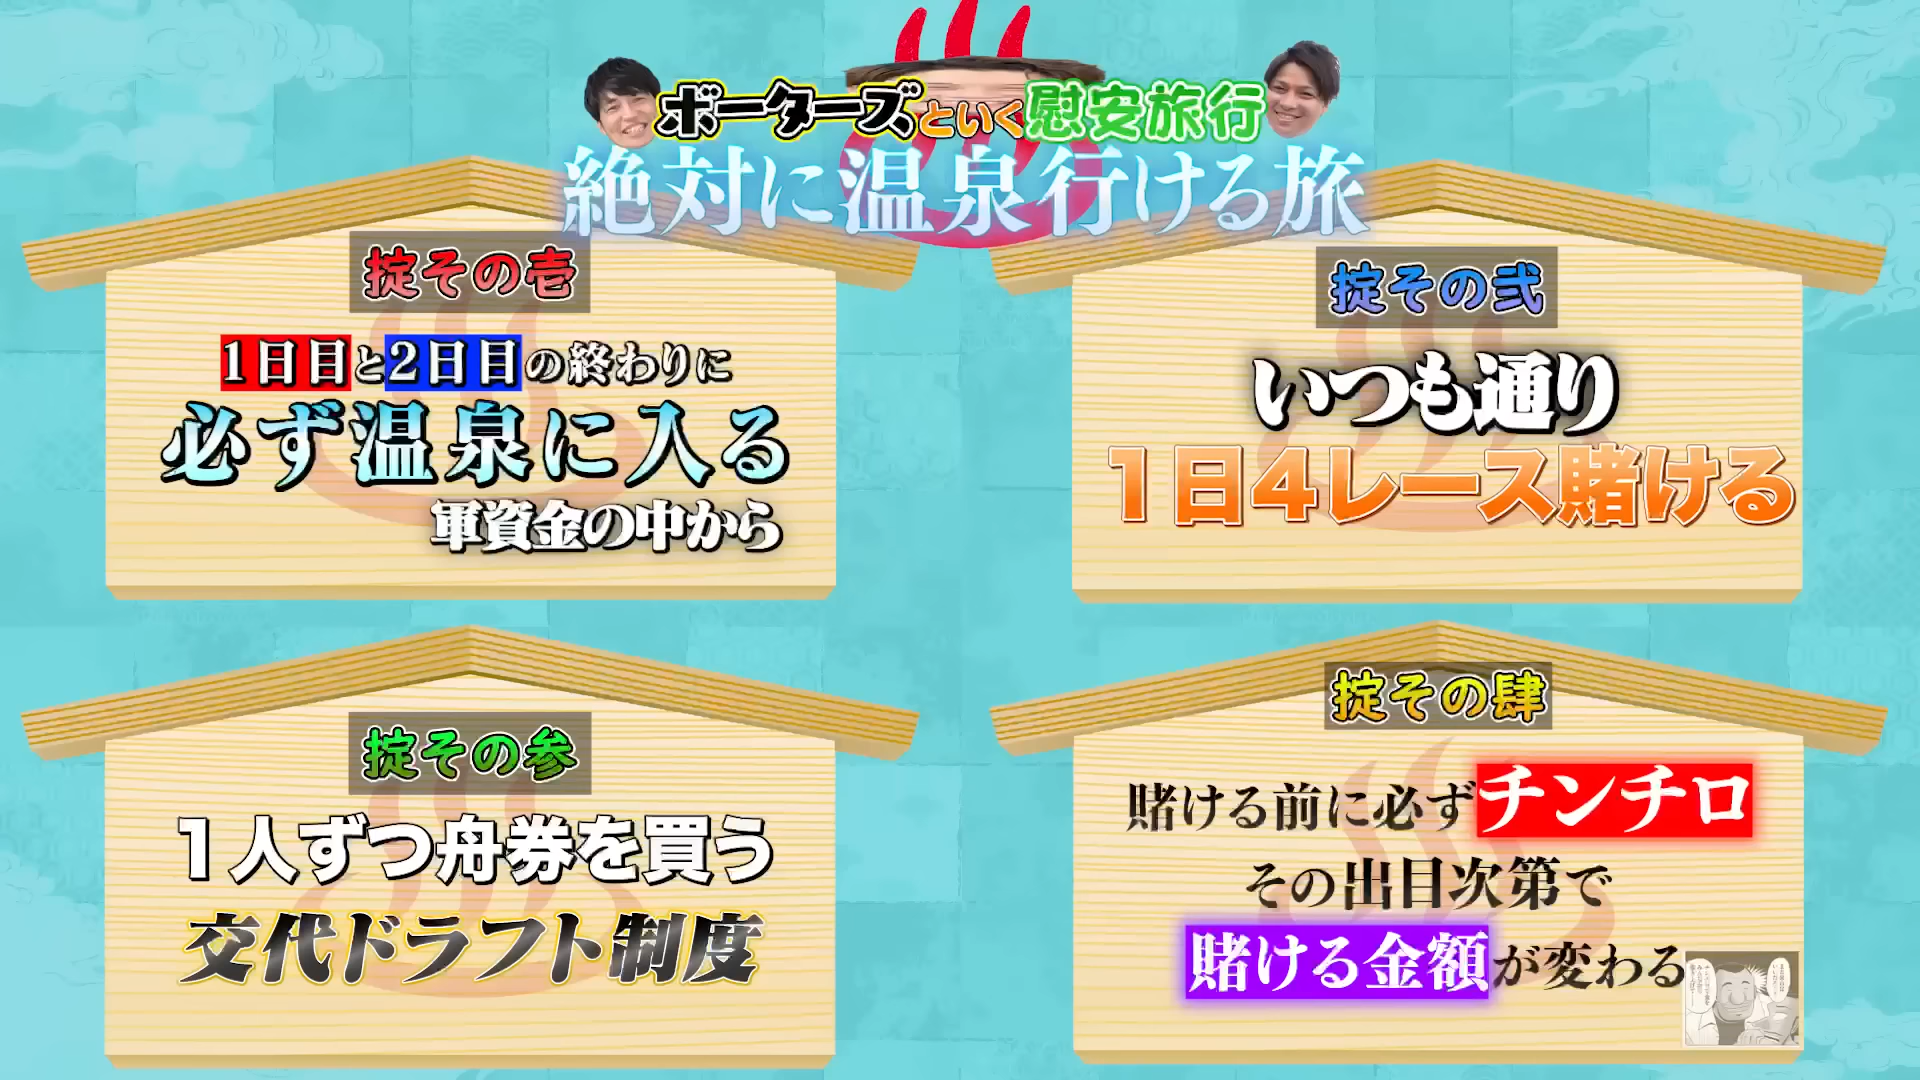 ボーターズといく慰安旅行
絶対に温泉行ける旅
掟その壱
1日目と2日目の終わりに
必ず温泉に入る
軍資金の中から
掟その弐
いつも通り
1日4レース賭ける
掟その参
1人ずつ舟券を買う
交代ドラフト制度
掟その肆
賭ける前に必ずチンチロ
その出目次第で
賭ける金額が変わる